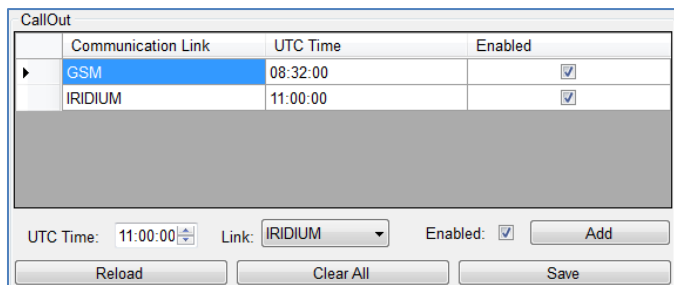 CallOut
Communication Link UTC Time Enabled
GSM 08:32:00
IRIDIUM 11:00:00
UTC Time: 11:00:00 Link: IRIDIUM Enabled: Add
Reload Clear All Save